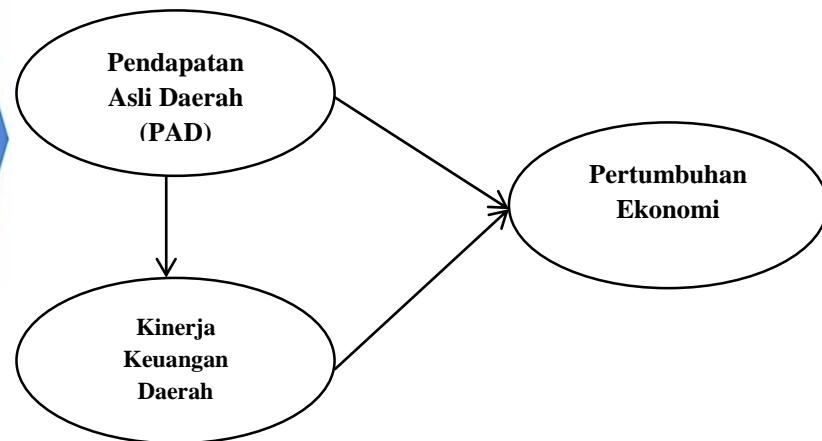 Pendapatan
Asli Daerah
(PAD)
Pertumbuhan
Ekonomi
Kinerja
Keuangan
Daerah